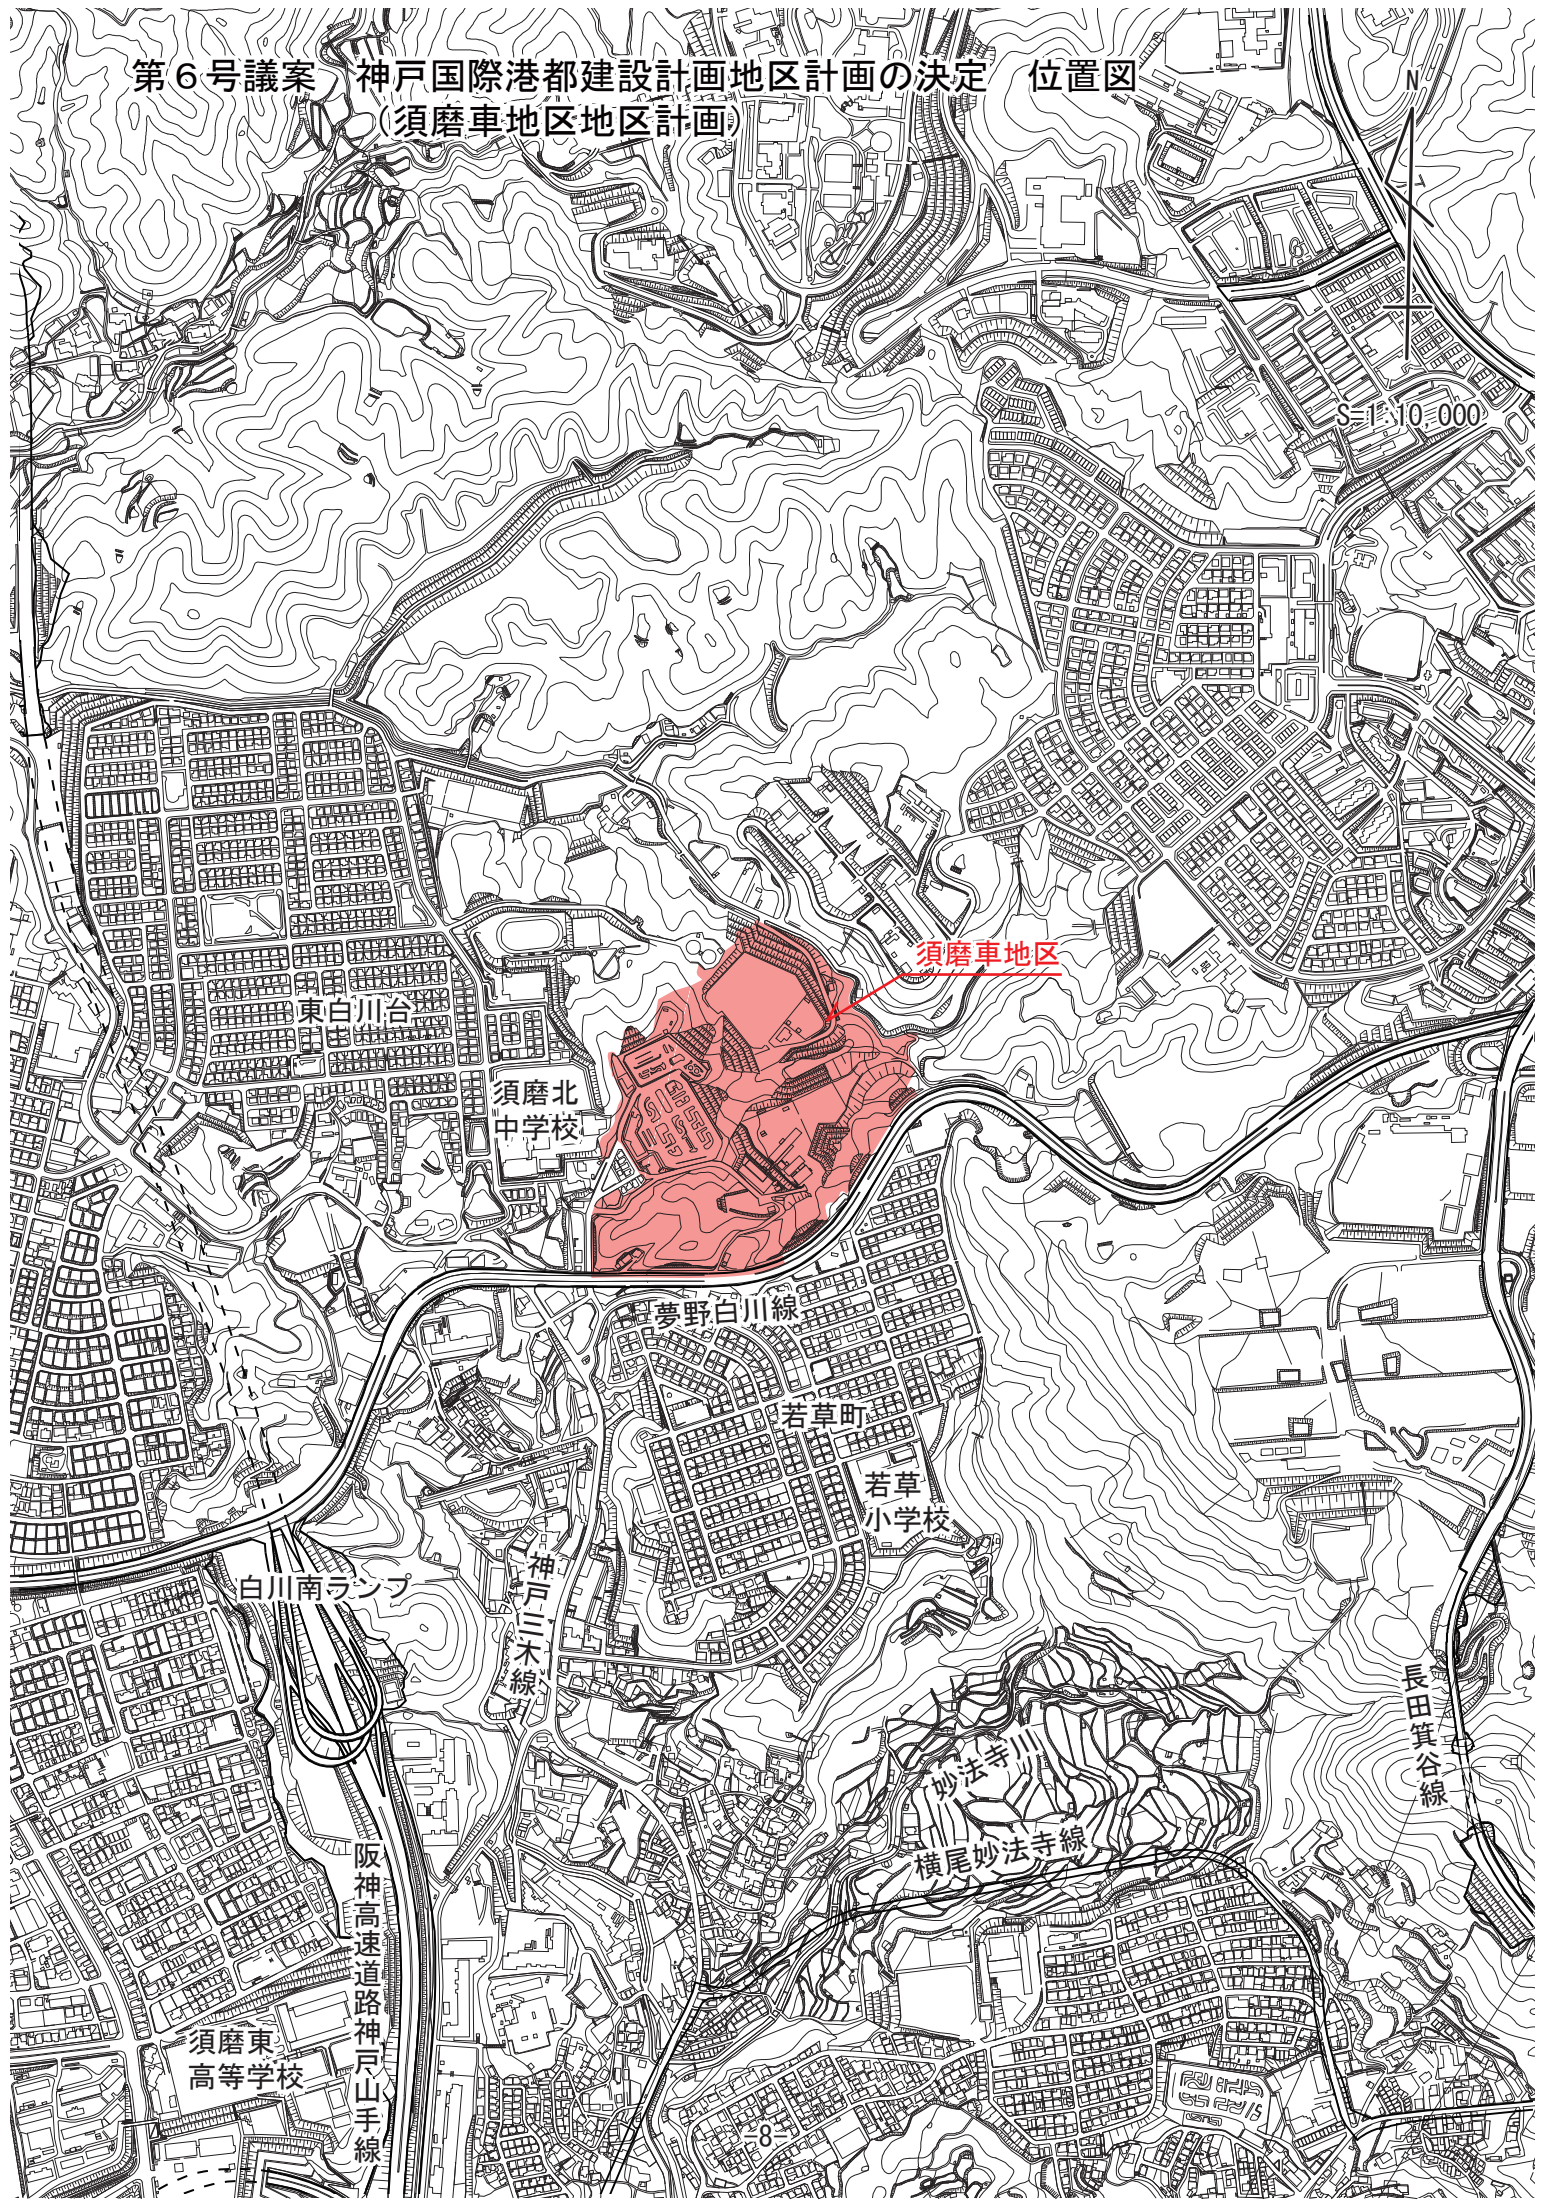 第６号議案　神戸国際港都建設計画地区計画の決定　位置図
（須磨車地区地区計画）
N
S=1:10,000
須磨車地区
東白川台
須磨北
中学校
夢野白川線
若草町
若草
小学校
白川南ランプ
神戸三木線
長田箕谷線
妙法寺川
横尾妙法寺線
阪神高速道路神戸山手線
須磨東
高等学校
-8-